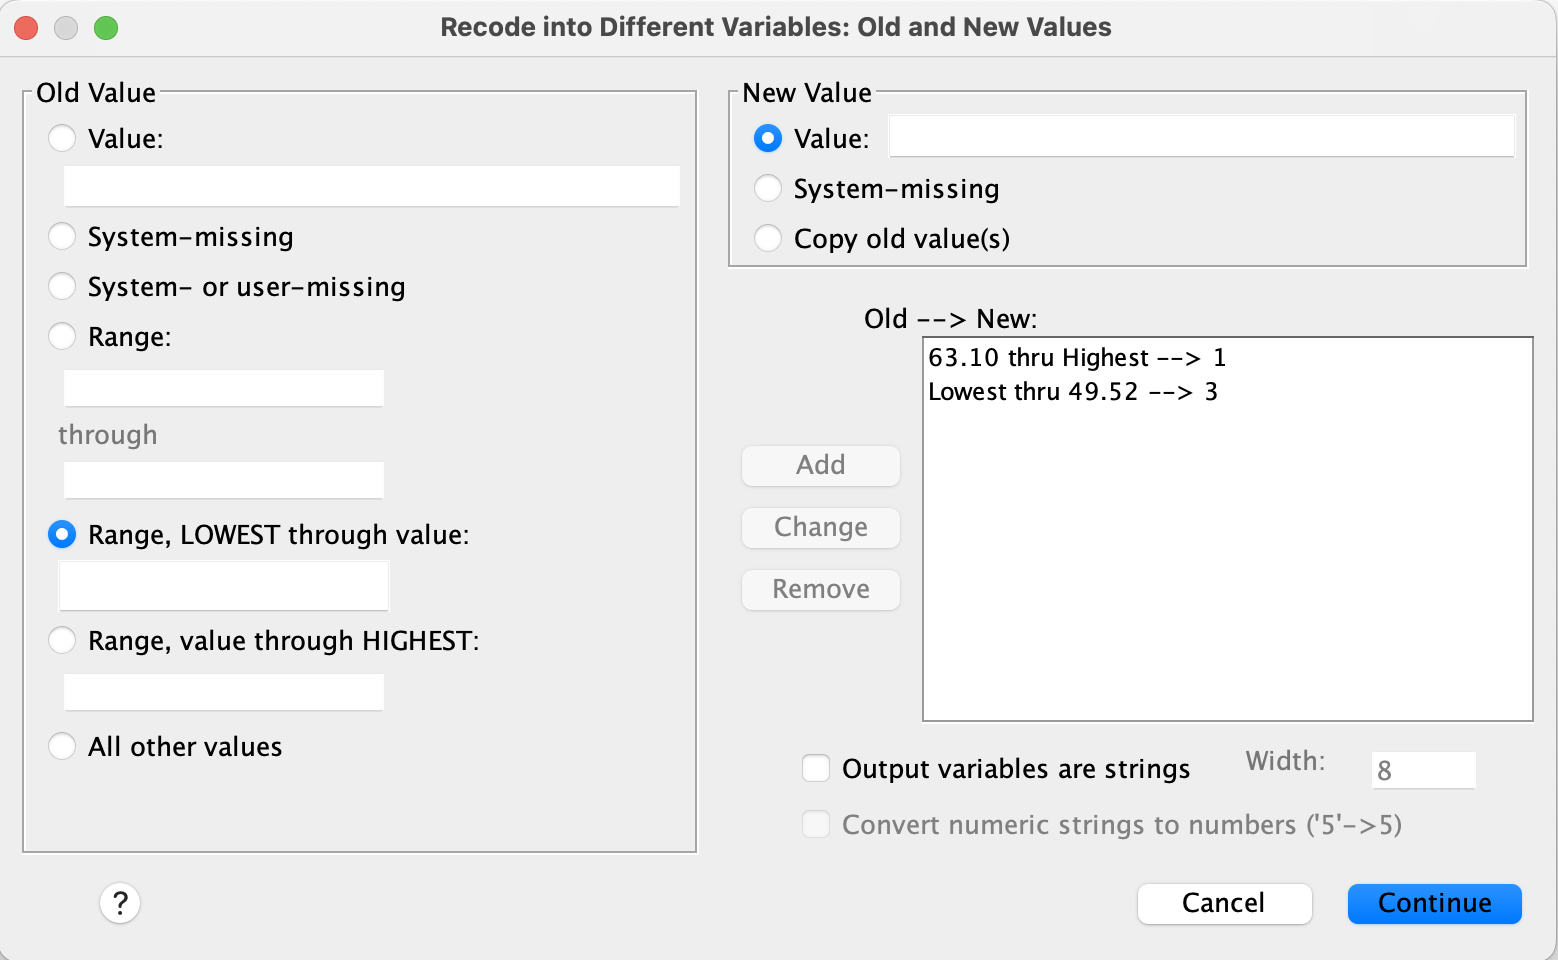 Recode into Different Variables: Old and New Values
Old Value
Value:
System-missing
System- or user-missing
Range:
through
Range, LOWEST through value:
Range, value through HIGHEST:
All other values
New Value
Value:
System-missing
Copy old value(s)
Old --> New:
63.10 thru Highest --> 1
Lowest thru 49.52 --> 3
Add
Change
Remove
Output variables are strings
Width:
8
Convert numeric strings to numbers ('5'->5)
?
Cancel
Continue